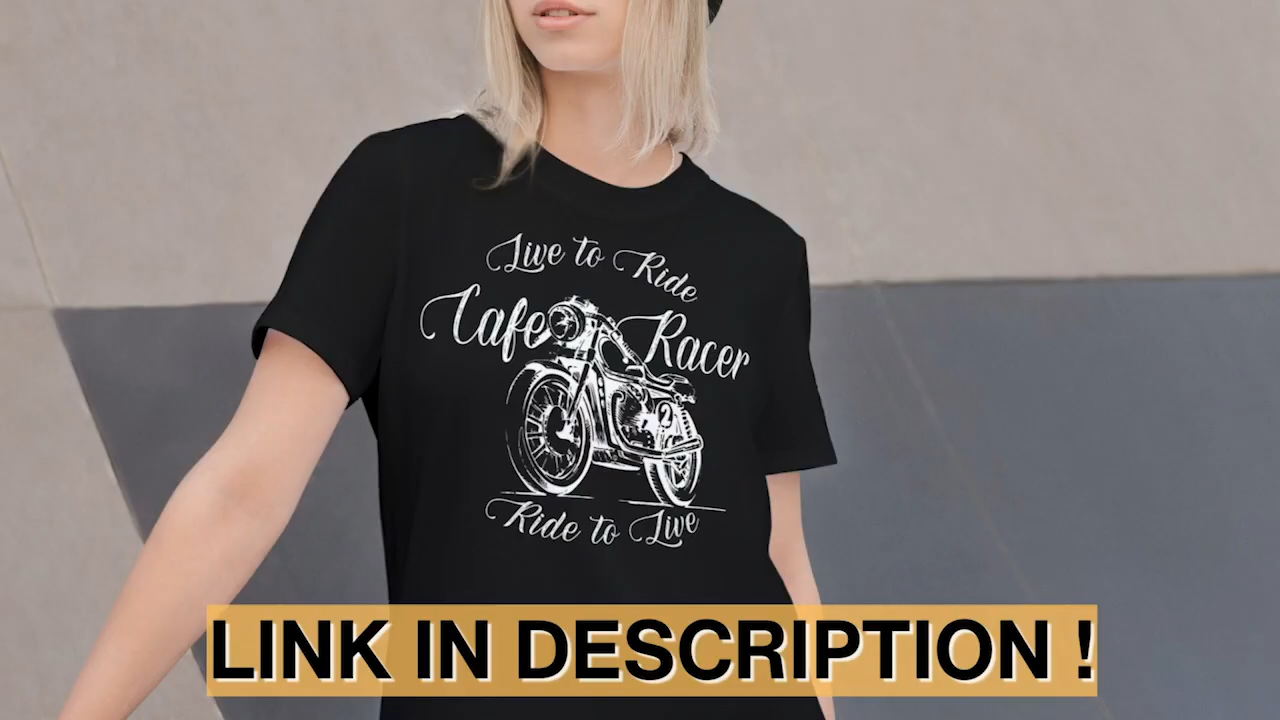 Live to Ride
Cafe Racer
2
Ride to Live
LINK IN DESCRIPTION !